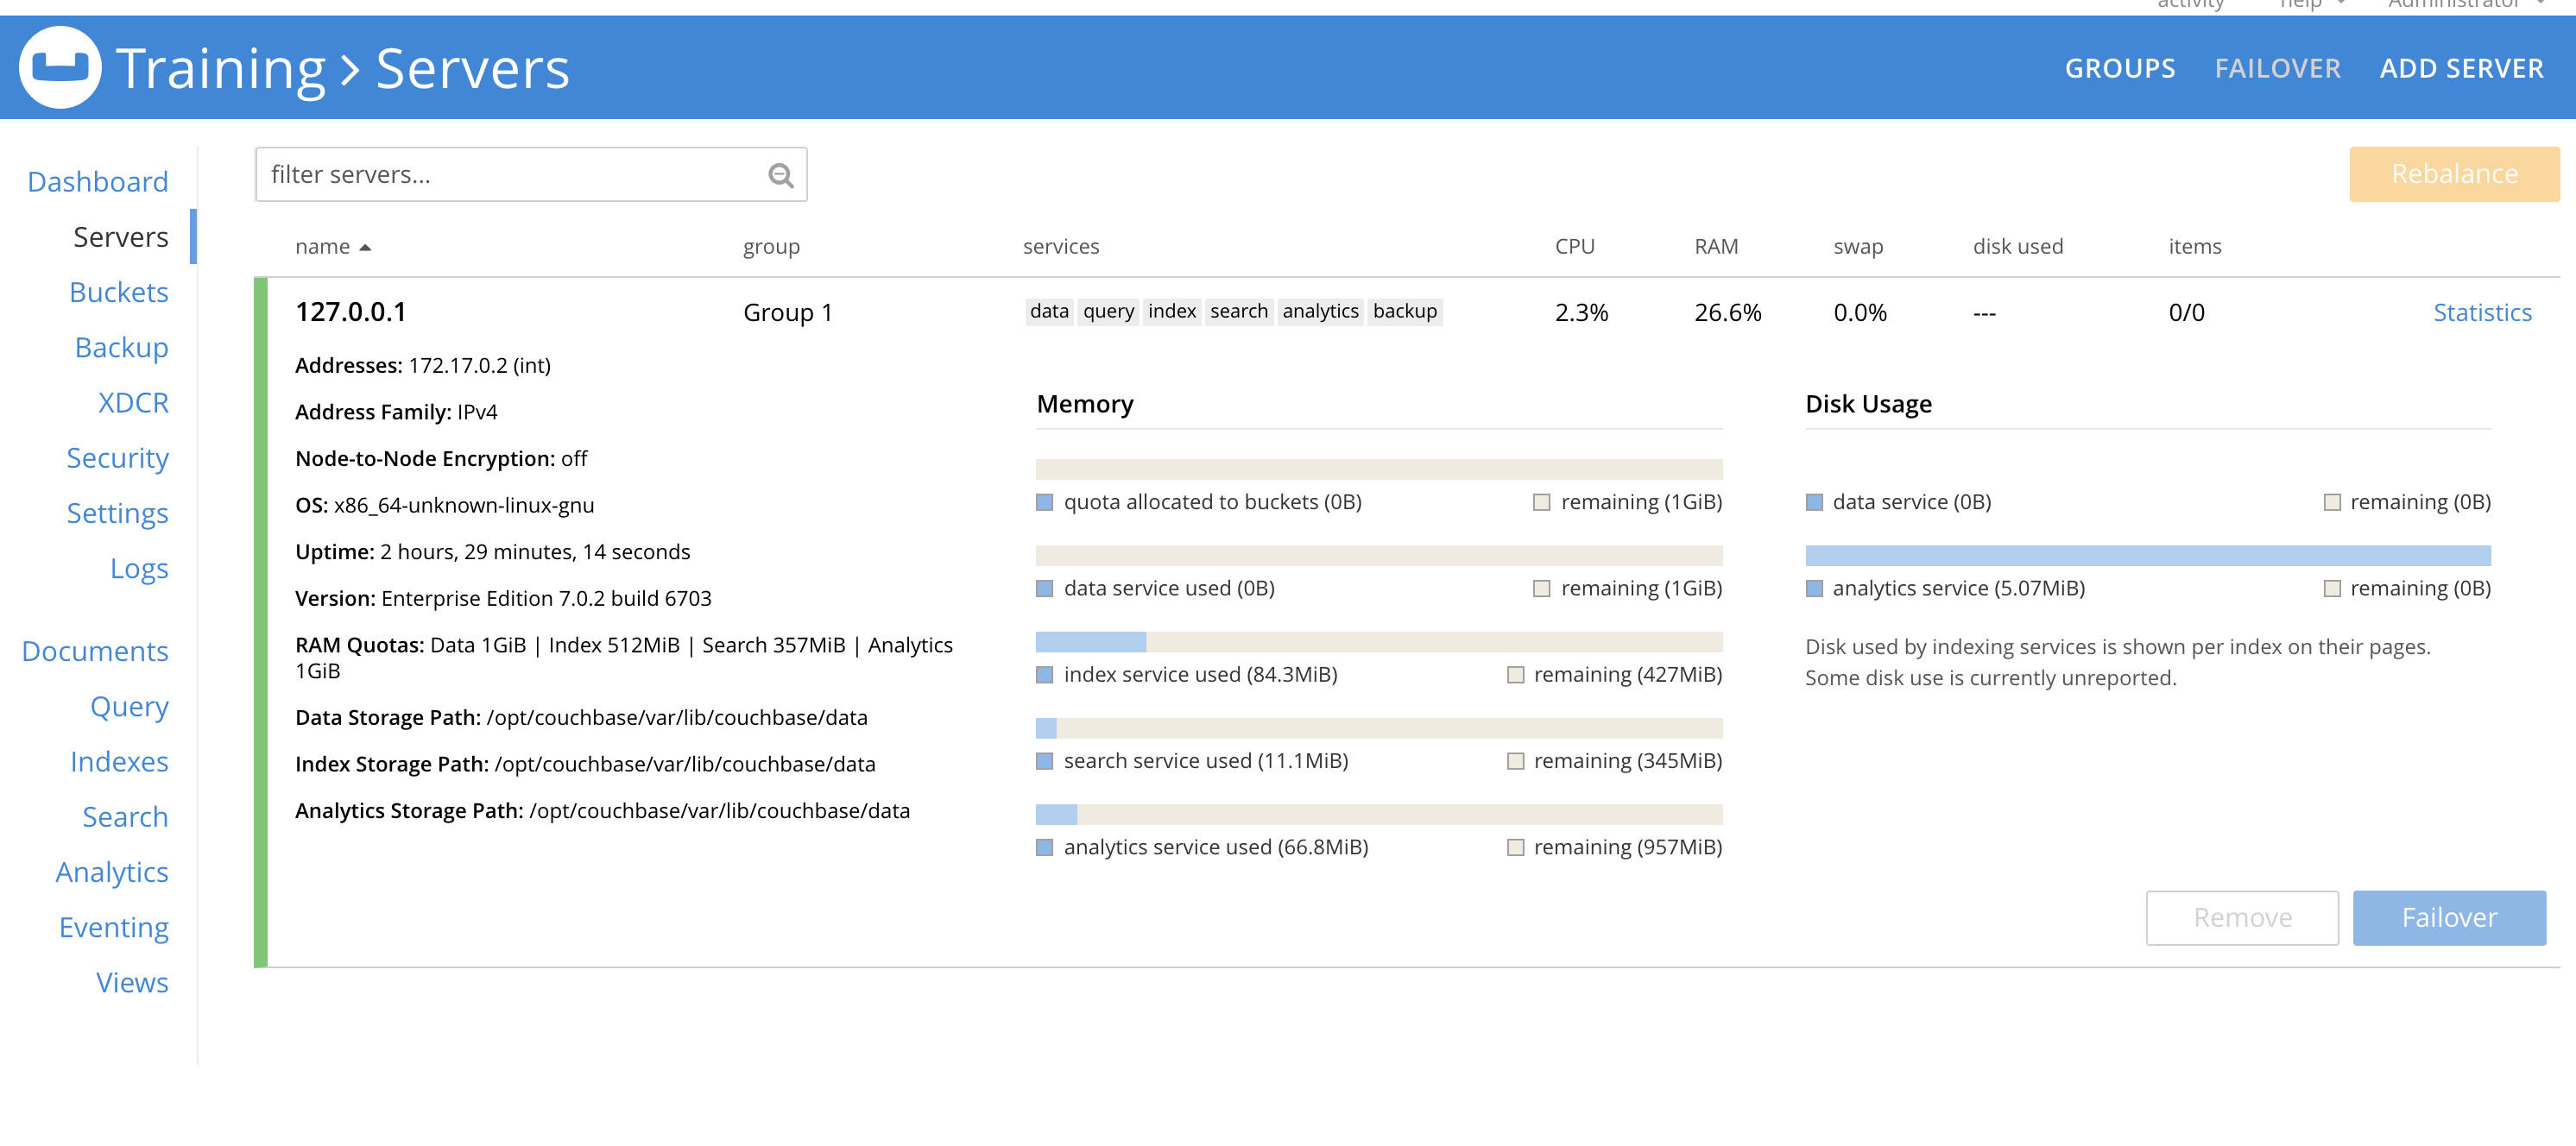 activity help Administrator
Training > Servers
GROUPS FAILOVER ADD SERVER
Dashboard
Servers
Buckets
Backup
XDCR
Security
Settings
Logs
Documents
Query
Indexes
Search
Analytics
Eventing
Views
filter servers...
Rebalance
name group services CPU RAM swap disk used items
127.0.0.1 Group 1 data query index search analytics backup 2.3% 26.6% 0.0% --- 0/0 Statistics
Addresses: 172.17.0.2 (int)
Address Family: IPv4
Node-to-Node Encryption: off
OS: x86_64-unknown-linux-gnu
Uptime: 2 hours, 29 minutes, 14 seconds
Version: Enterprise Edition 7.0.2 build 6703
RAM Quotas: Data 1GiB | Index 512MiB | Search 357MiB | Analytics
1GiB
Data Storage Path: /opt/couchbase/var/lib/couchbase/data
Index Storage Path: /opt/couchbase/var/lib/couchbase/data
Analytics Storage Path: /opt/couchbase/var/lib/couchbase/data
Memory
quota allocated to buckets (0B) remaining (1GiB)
data service used (0B) remaining (1GiB)
index service used (84.3MiB) remaining (427MiB)
search service used (11.1MiB) remaining (345MiB)
analytics service used (66.8MiB) remaining (957MiB)
Disk Usage
data service (0B) remaining (0B)
analytics service (5.07MiB) remaining (0B)
Disk used by indexing services is shown per index on their pages.
Some disk use is currently unreported.
Remove Failover